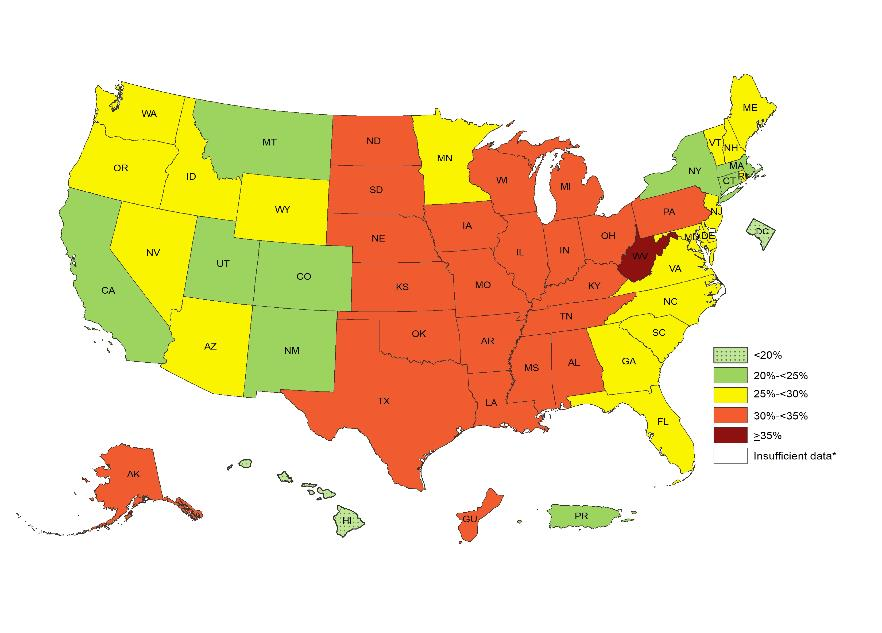 WA
MT
ND
MN
ME
OR
ID
SD
WI
MI
VT
NH
NY
MA
CT
RI
WY
NE
IA
PA
NJ
NV
UT
CO
KS
MO
IL
IN
OH
WV
MD
DE
DC
VA
KY
CA
AZ
NM
OK
AR
TN
NC
SC
TX
LA
MS
AL
GA
FL
AK
HI
GU
PR
<20%
20%-<25%
25%-<30%
30%-<35%
≥35%
Insufficient data*